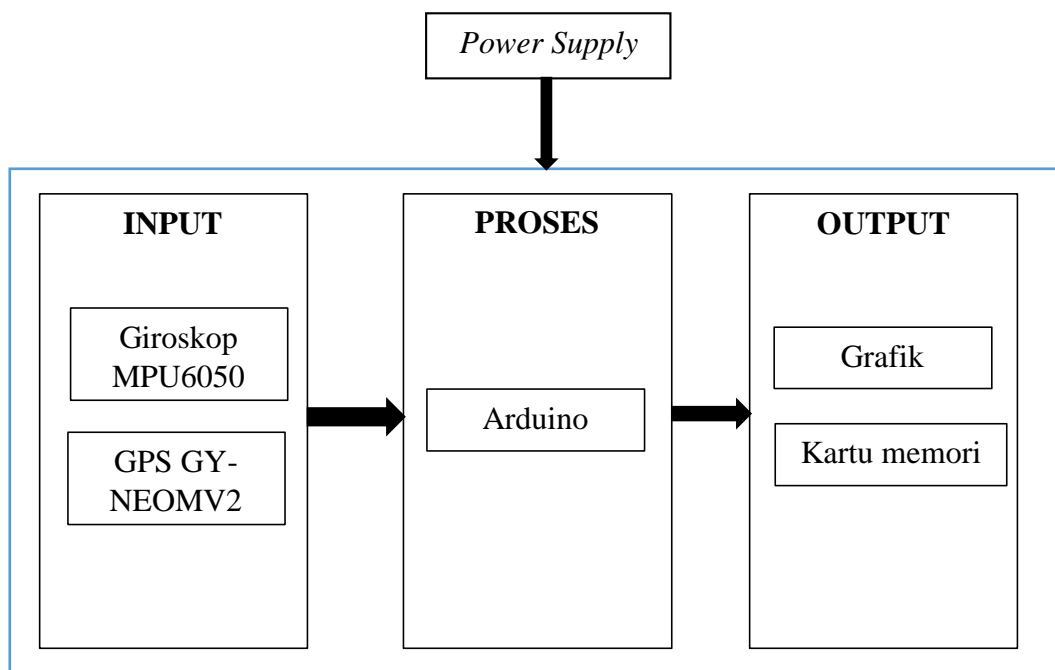 Power Supply
INPUT
Giroskop
MPU6050
GPS GY-
NEOMV2
PROSES
Arduino
OUTPUT
Grafik
Kartu memori